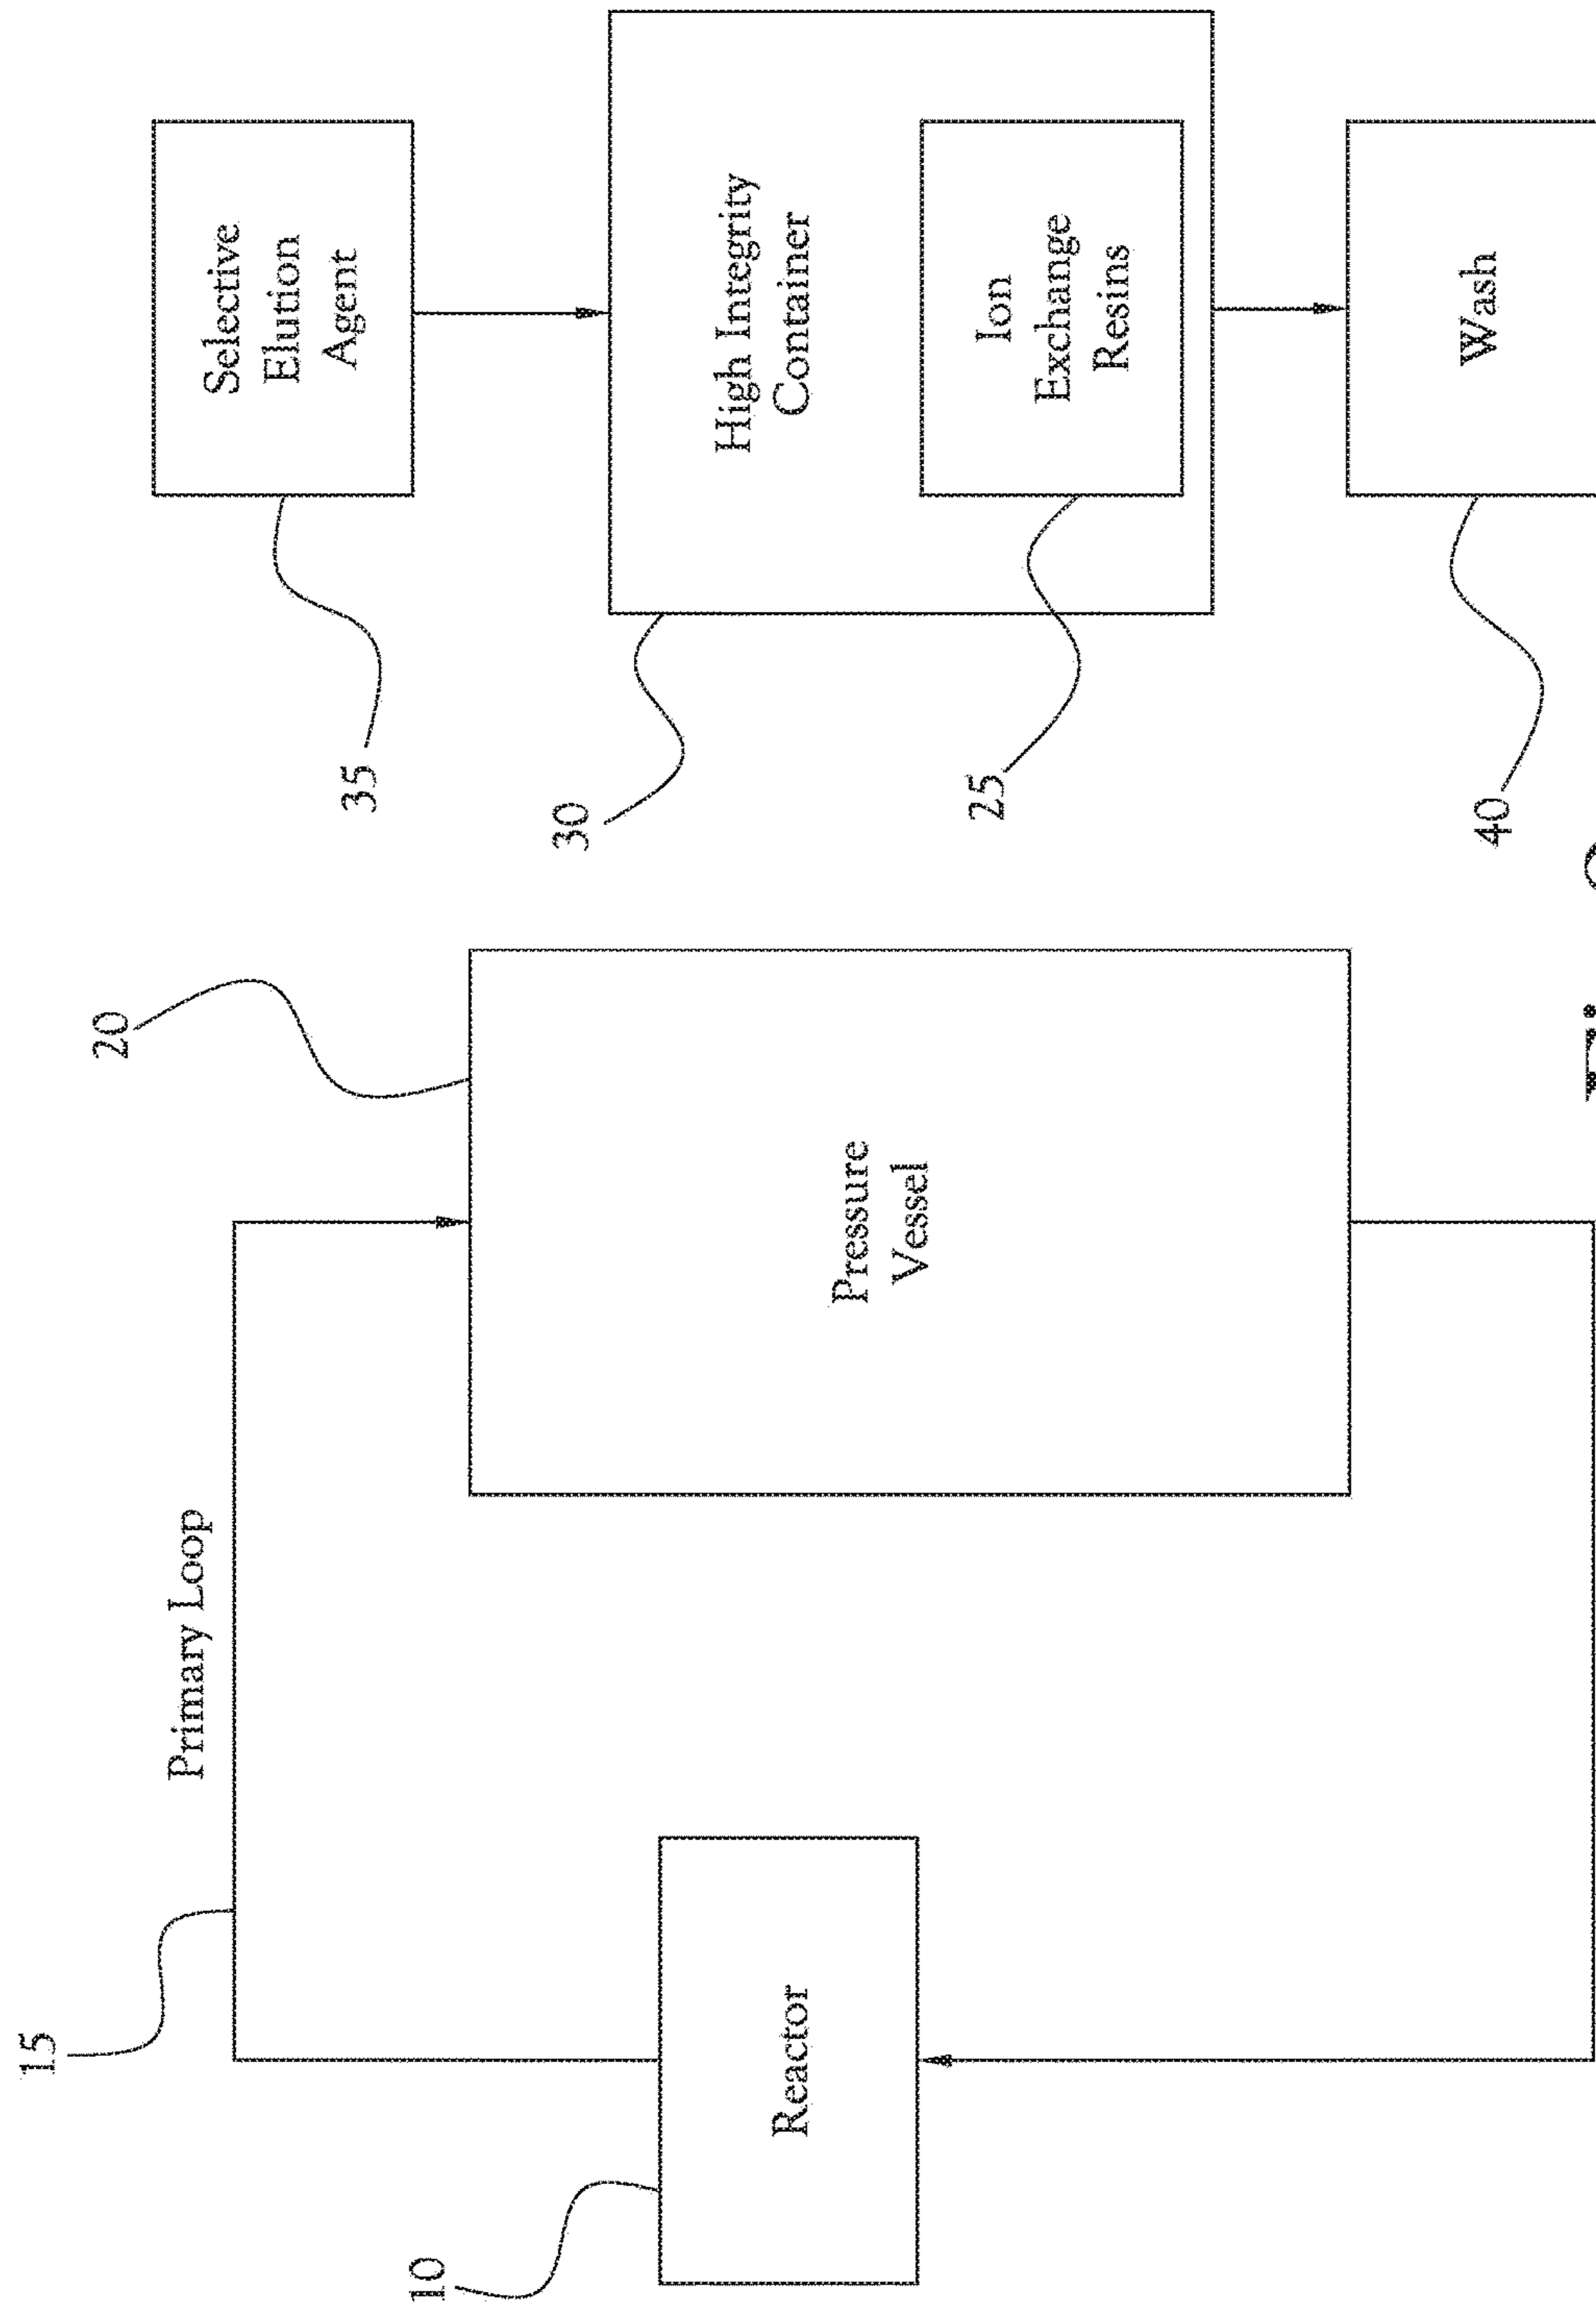 15
Primary Loop
20
10
Reactor
Pressure
Vessel
35
Selective
Elution
Agent
30
High Integrity
Container
25
Ion
Exchange
Resins
40
Wash